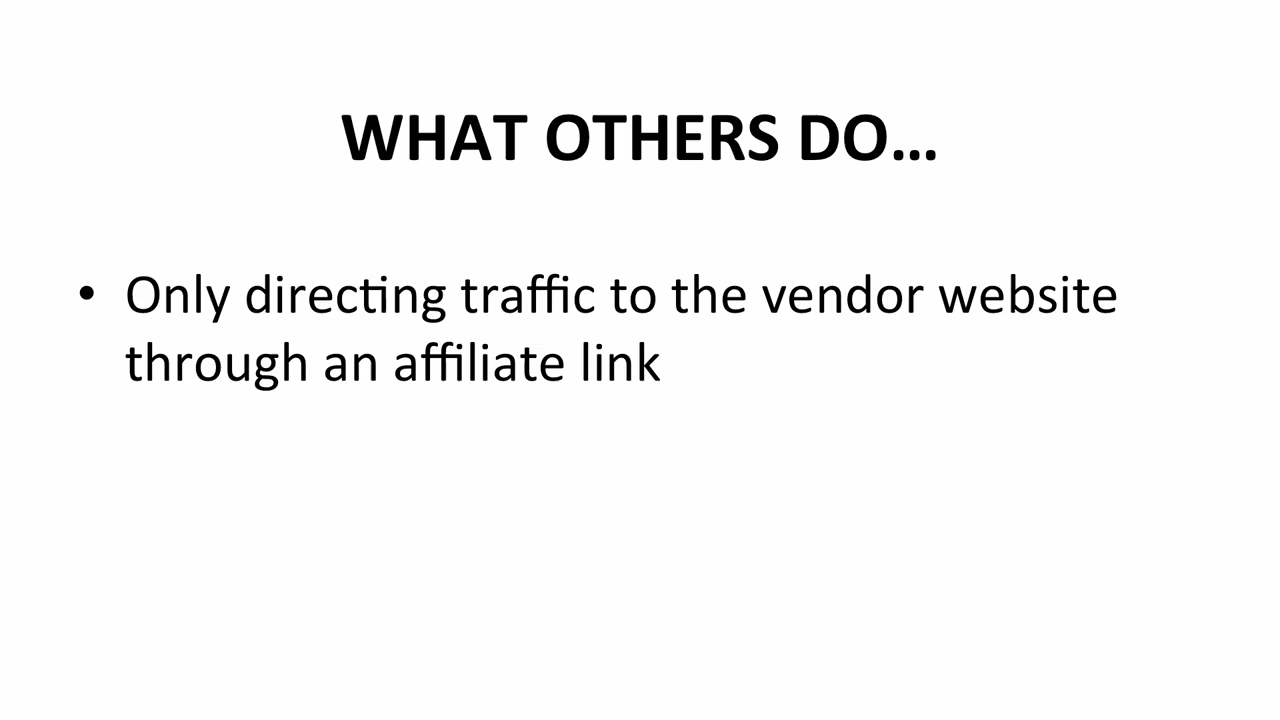 WHAT OTHERS DO...
• Only directing traffic to the vendor website
through an affiliate link